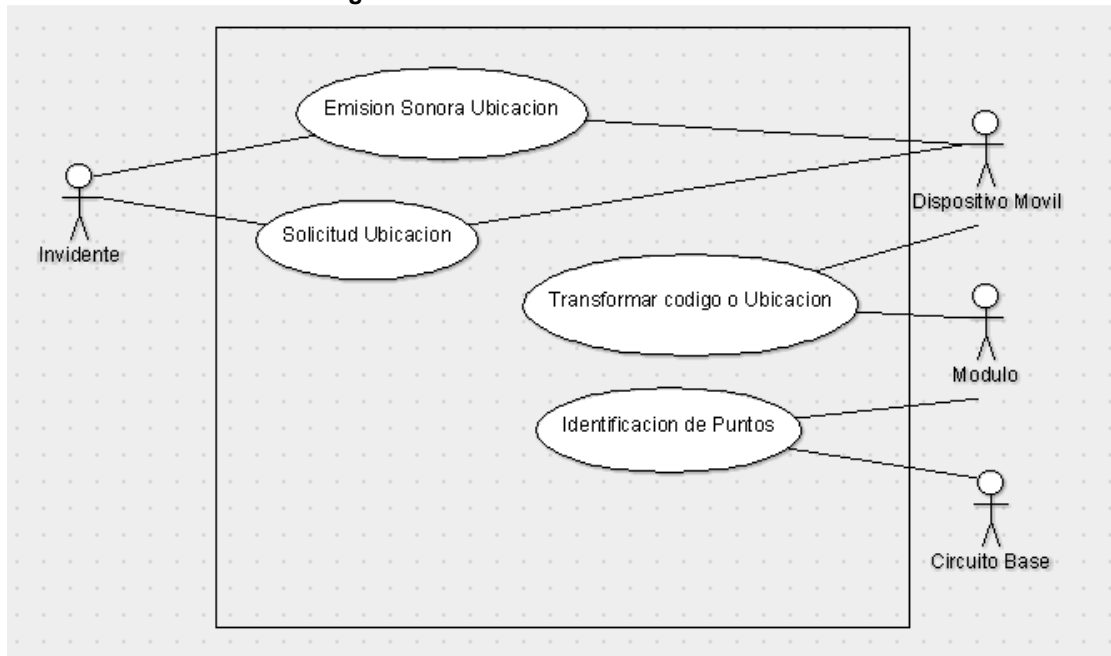 Emision Sonora Ubicacion
Dispositivo Movil
Solicitud Ubicacion
Invidente
Transformar codigo o Ubicacion
Modulo
Identificacion de Puntos
Circuito Base